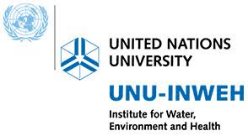 UNITED NATIONS
UNIVERSITY
UNU-INWEH
Institute for Water,
Environment and Health